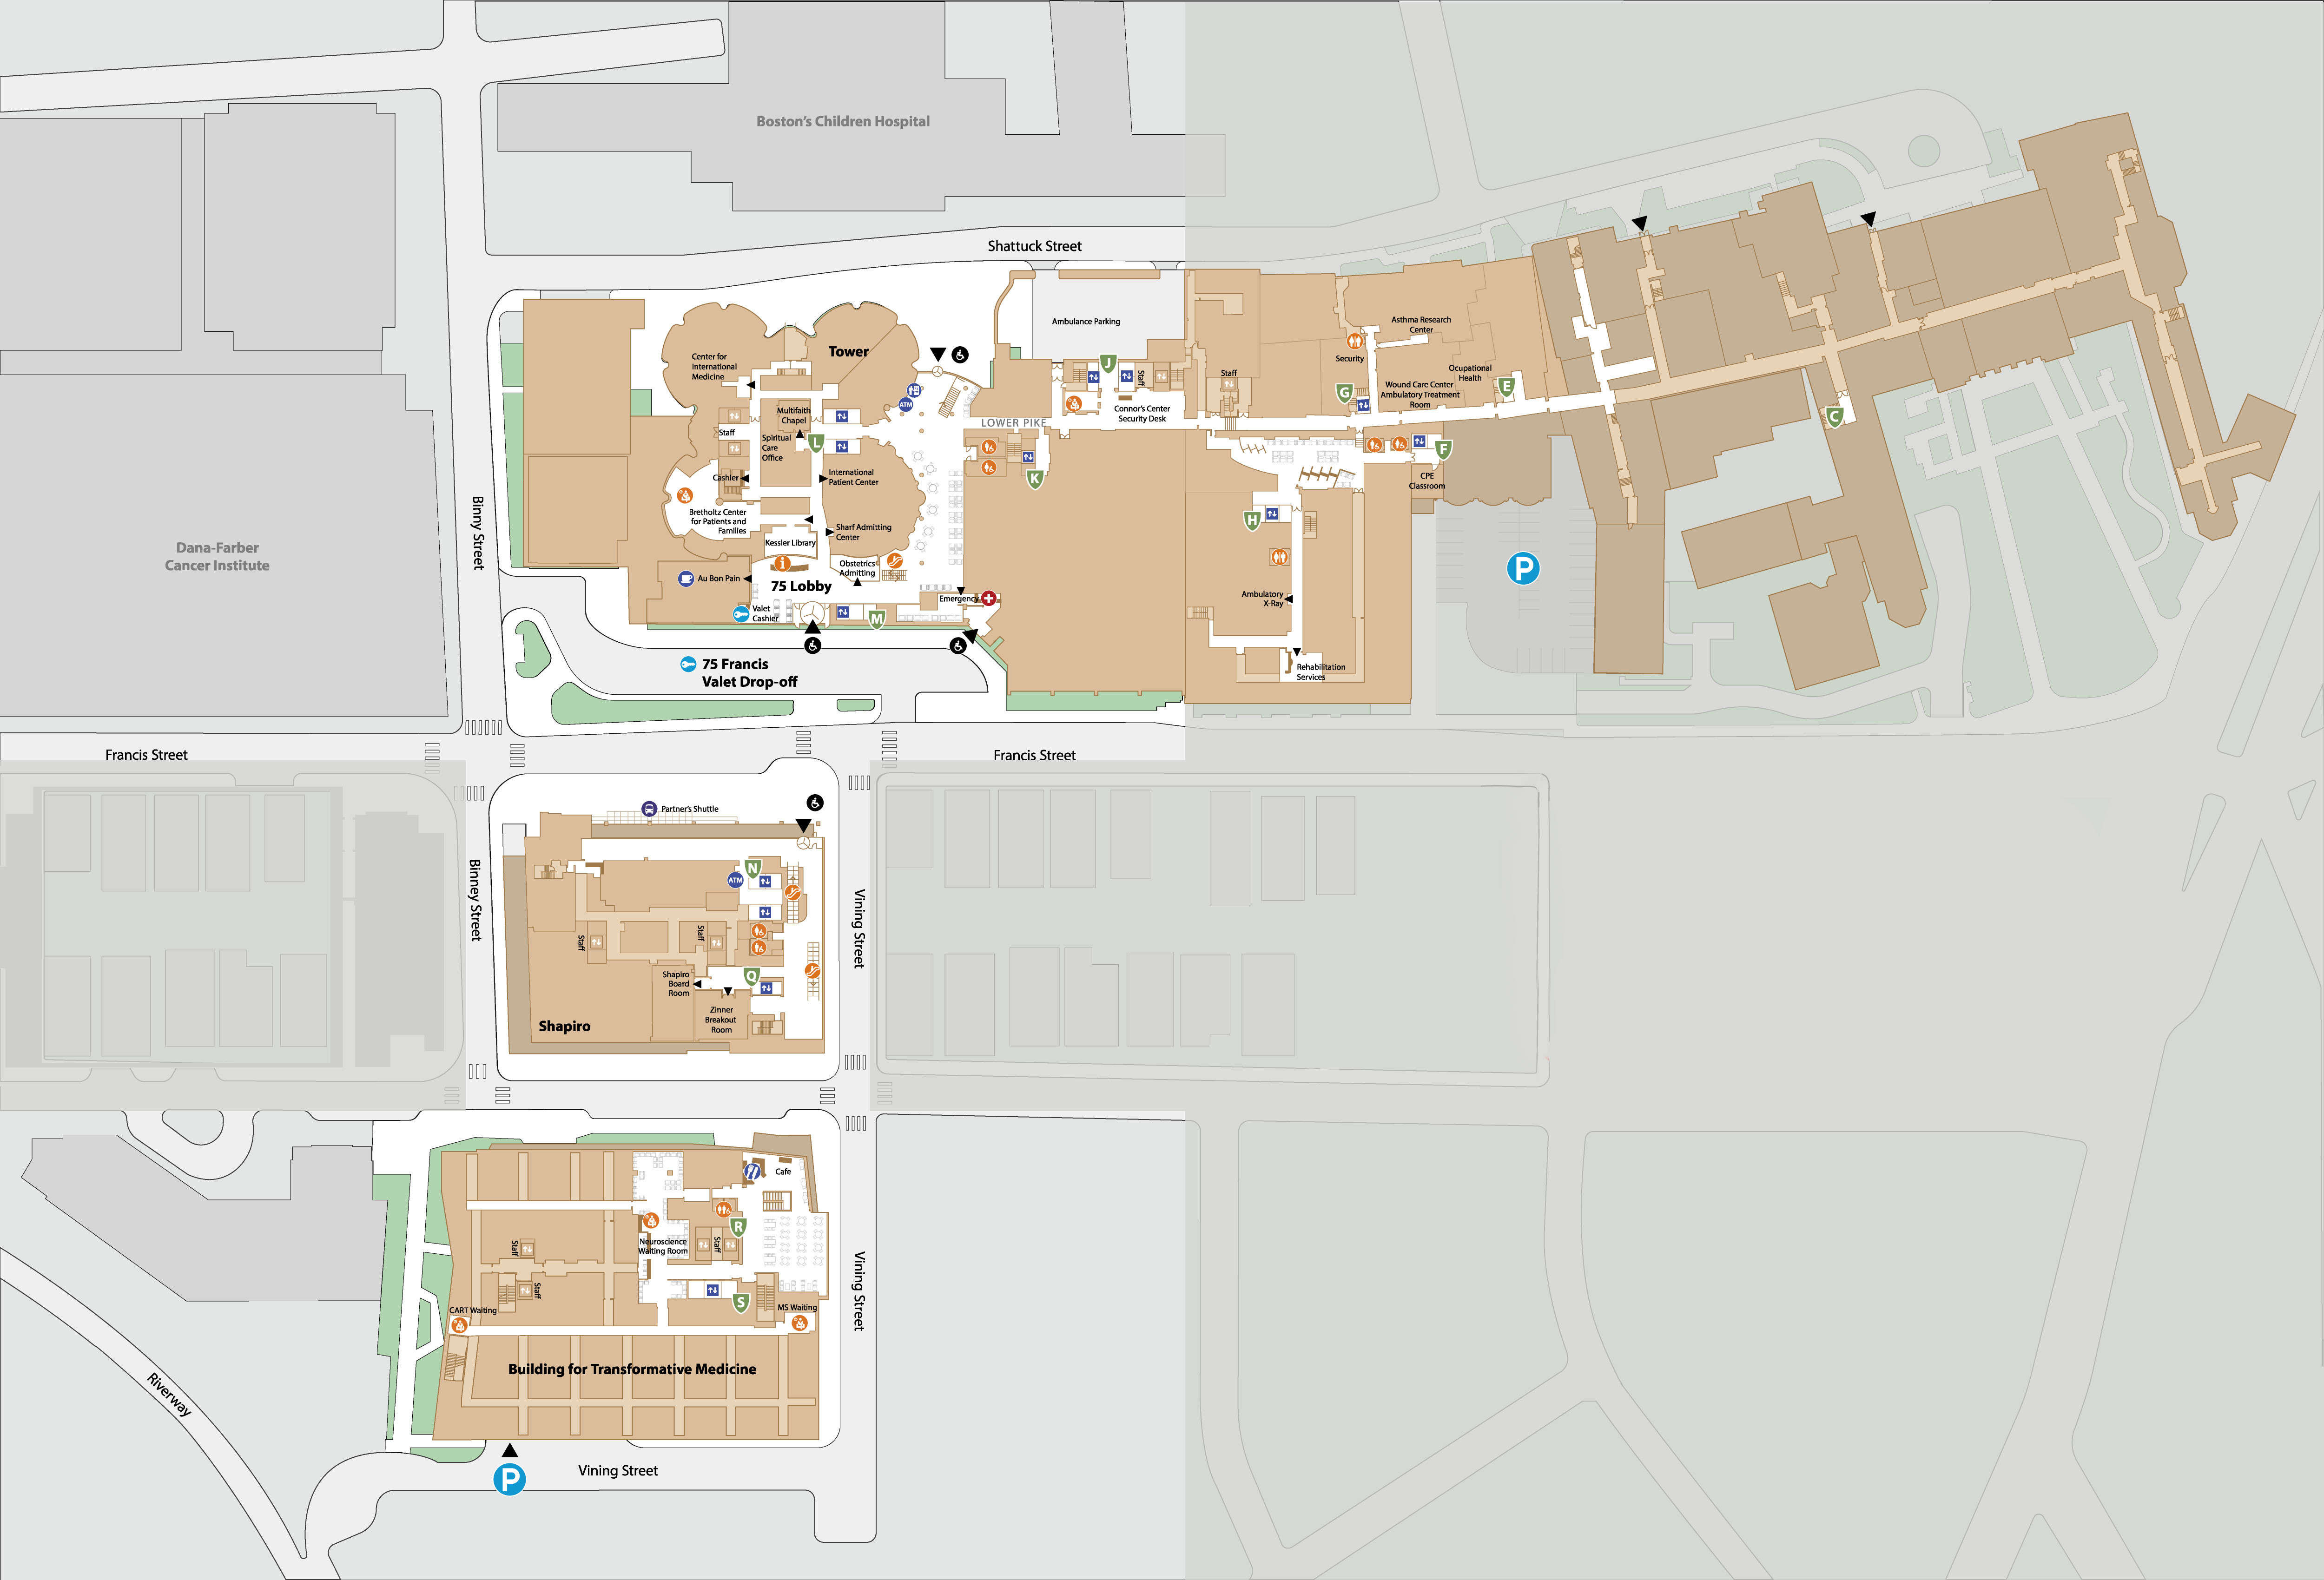 Boston's Children Hospital
Shattuck Street
Dana-Farber
Cancer Institute
Binny Street
Tower
Center for
International
Medicine
Multifaith
Chapel
L
Staff
Spiritual
Care
Office
Cashier
International
Patient Center
Bretholtz Center
for Patients and
Families
Sharf Admitting
Center
Kessler Library
i
Obstetrics
Admitting
Au Bon Pain
75 Lobby
Valet
Cashier
M
Emergency
ATM
75 Francis
Valet Drop-off
LOWER PIKE
Ambulance Parking
J
Staff
Connor's Center
Security Desk
K
Staff
Asthma Research
Center
Security
G
Wound Care Center
Ambulatory Treatment
Room
Ocupational
Health
E
F
CPE
Classroom
H
Ambulatory
X-Ray
Rehabilitation
Services
C
P
Francis Street
Francis Street
Binney Street
Partner's Shuttle
N
ATM
Staff
Staff
Q
Shapiro
Board
Room
Zinner
Breakout
Room
Shapiro
Vining Street
Cafe
R
Neuroscience
Waiting Room
Staff
Staff
Staff
S
CART Waiting
MS Waiting
Building for Transformative Medicine
Vining Street
Riverway
P
Vining Street